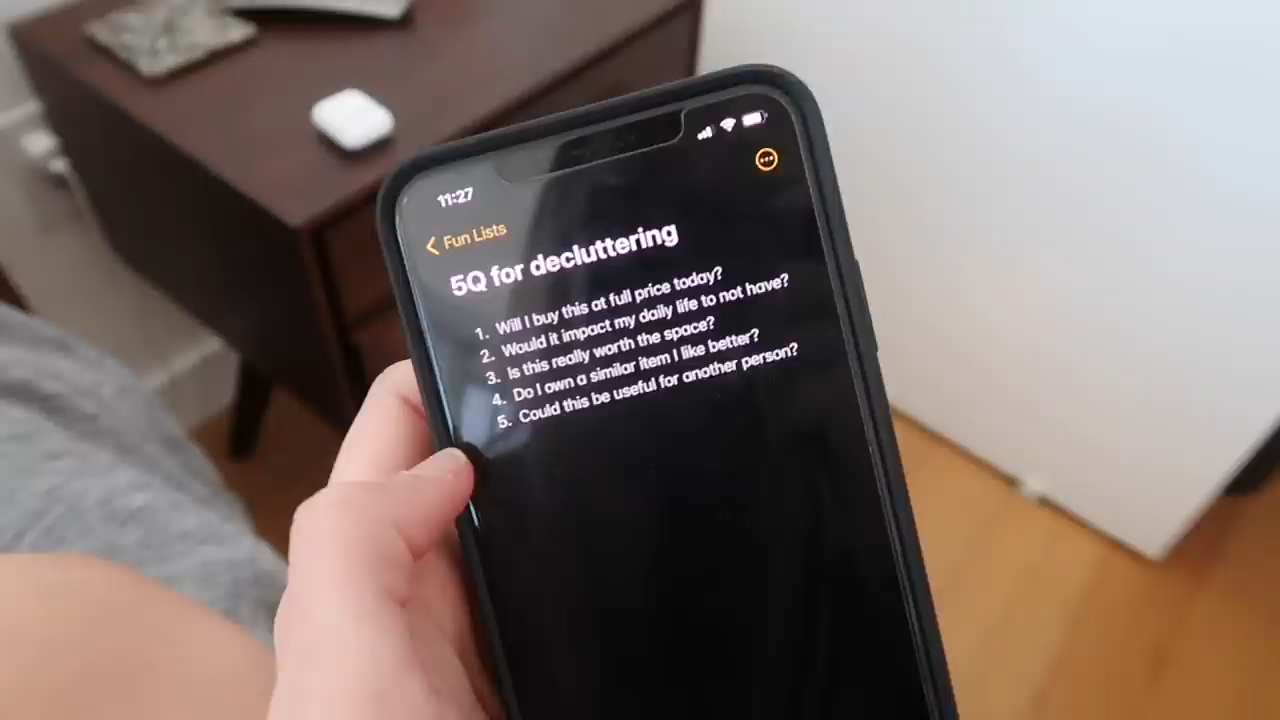 11:27
Fun Lists
5Q for decluttering
1. Will I buy this at full price today?
2. Would it impact my daily life to not have?
3. Is this really worth the space?
4. Do I own a similar item I like better?
5. Could this be useful for another person?